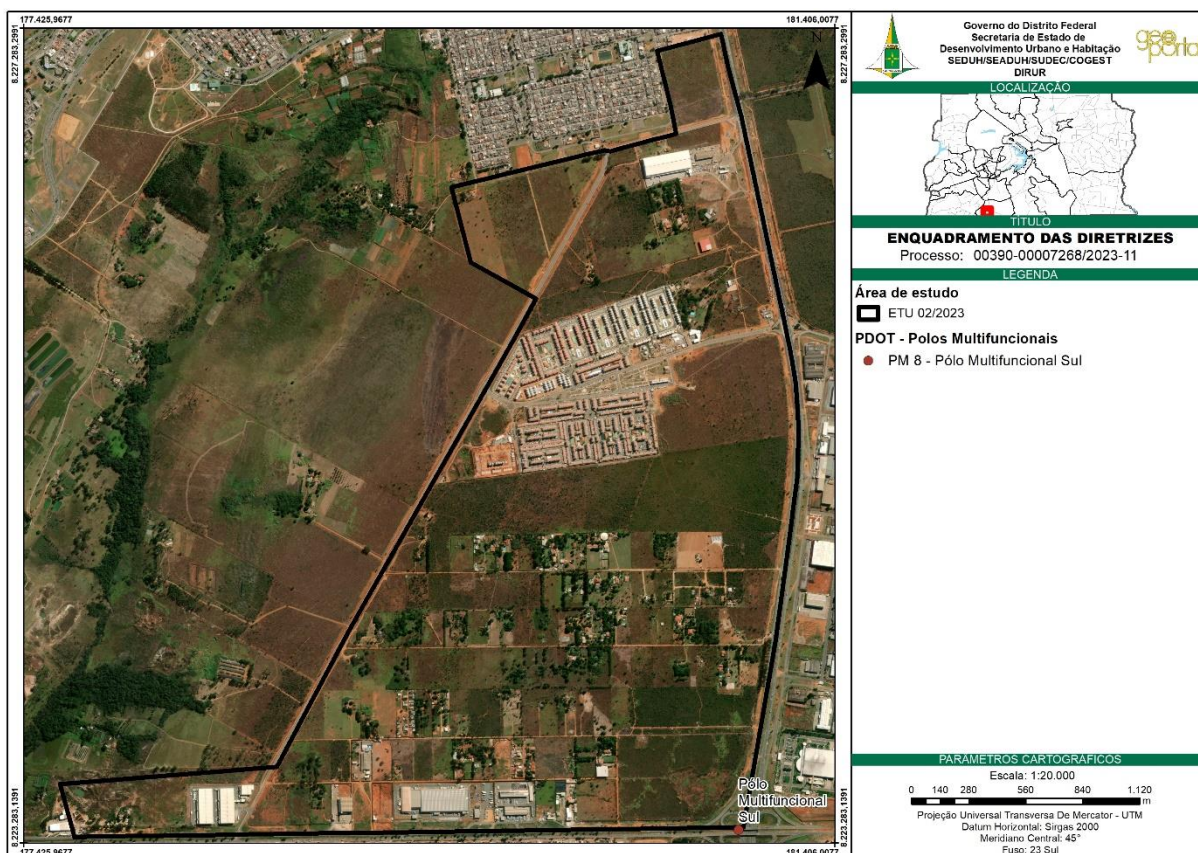 177.425,9677
181.406,0077
8.227.283,2991
8.227.283,2991
N
Pólo
Multifuncional
Sul
8.223.283,1391
8.223.283,1391
177.425,9677
181.406,0077
Governo do Distrito Federal
Secretaria de Estado de
Desenvolvimento Urbano e Habitação
SEDUH/SEADUH/SUDEC/COGEST
DIRUR
geo
portal
LOCALIZAÇÃO
TÍTULO
ENQUADRAMENTO DAS DIRETRIZES
Processo: 00390-00007268/2023-11
LEGENDA
Área de estudo
ETU 02/2023
PDOT - Polos Multifuncionais
PM 8 - Pólo Multifuncional Sul
PARAMETROS CARTOGRAFICOS
Escala: 1:20.000
0 140 280 560 840 1.120
m
Projeção Universal Transversa De Mercator - UTM
Datum Horizontal: Sirgas 2000
Meridiano Central: 45°
Fuso: 23 Sul